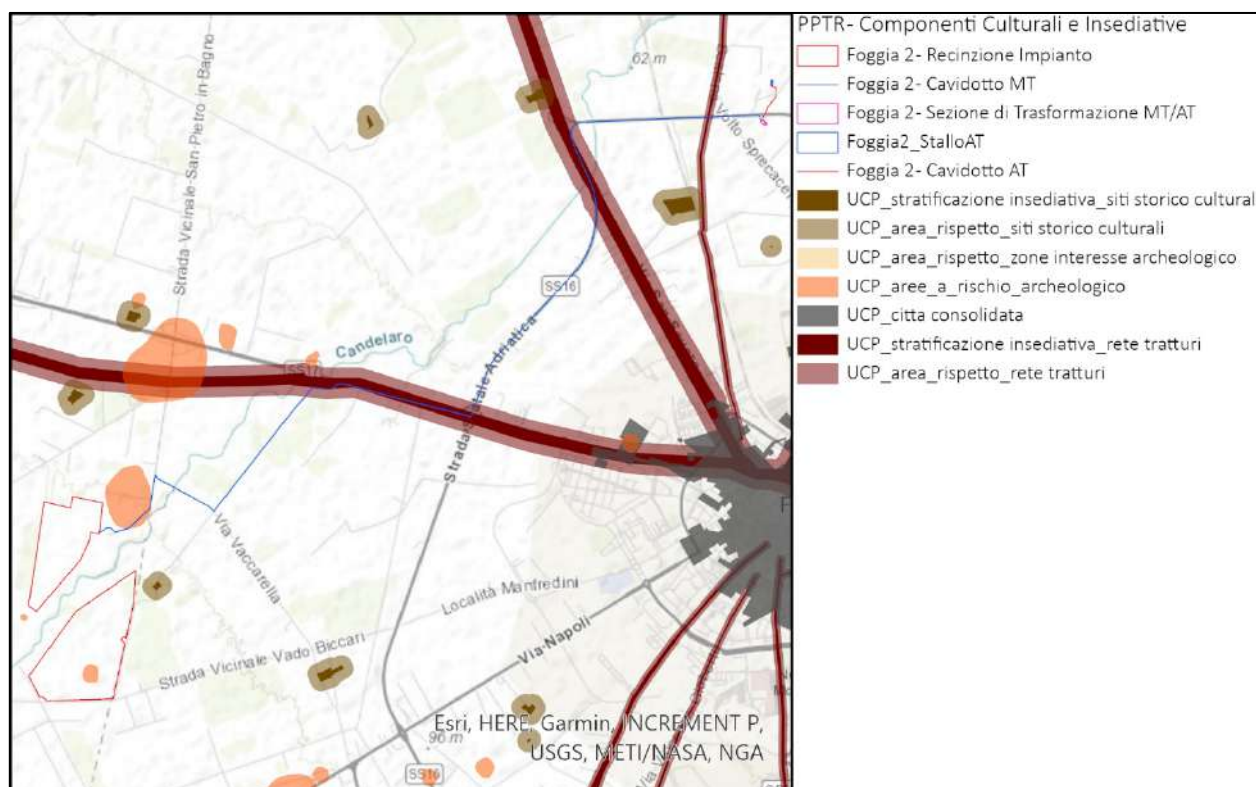 PPTR- Componenti Culturali e Insediative
Foggia 2- Recinzione Impianto
Foggia 2- Cavidotto MT
Foggia 2- Sezione di Trasformazione MT/AT
Foggia2_StalloAT
Foggia 2- Cavidotto AT
UCP_stratificazione insediativa_siti storico cultural
UCP_area_rispetto_siti storico culturali
UCP_area_rispetto_zone interesse archeologico
UCP_aree_a_rischio_archeologico
UCP_citta consolidata
UCP_stratificazione insediativa_rete tratturi
UCP_area_rispetto_rete tratturi
Strada Vicinale-San-Pietro in-Bagno
62 m
Volto Sprecacen
SS16
Candelaro
SS17
Strada Statale Adriatica
Via Vaccarella
Località Manfredini
Strada Vicinale Vado Biccari
Via-Napoli
96 m
SS16
Esri, HERE, Garmin, INCREMENT P,
USGS, METI/NASA, NGA